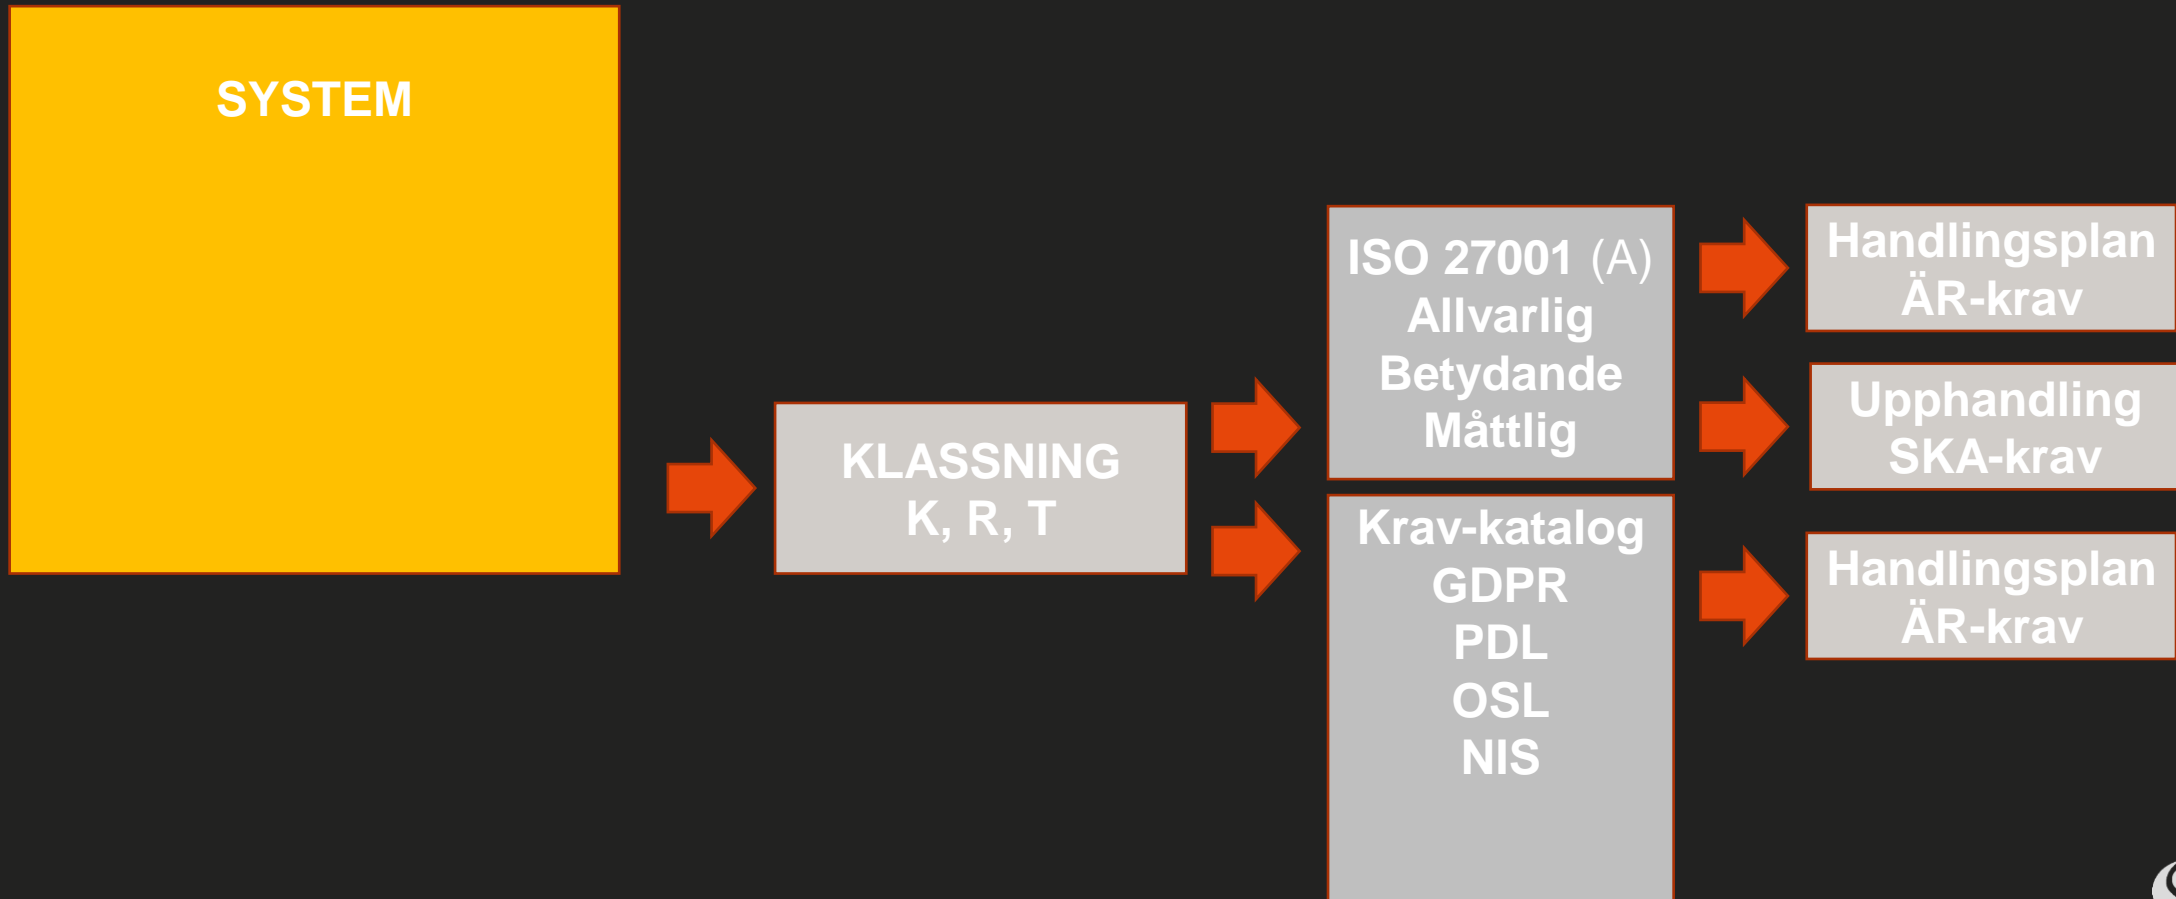 SYSTEM
KLASSNING
K, R, T
ISO 27001 (A)
Allvarlig
Betydande
Måttlig
Krav-katalog
GDPR
PDL
OSL
NIS
Handlingsplan
ÄR-krav
Upphandling
SKA-krav
Handlingsplan
ÄR-krav